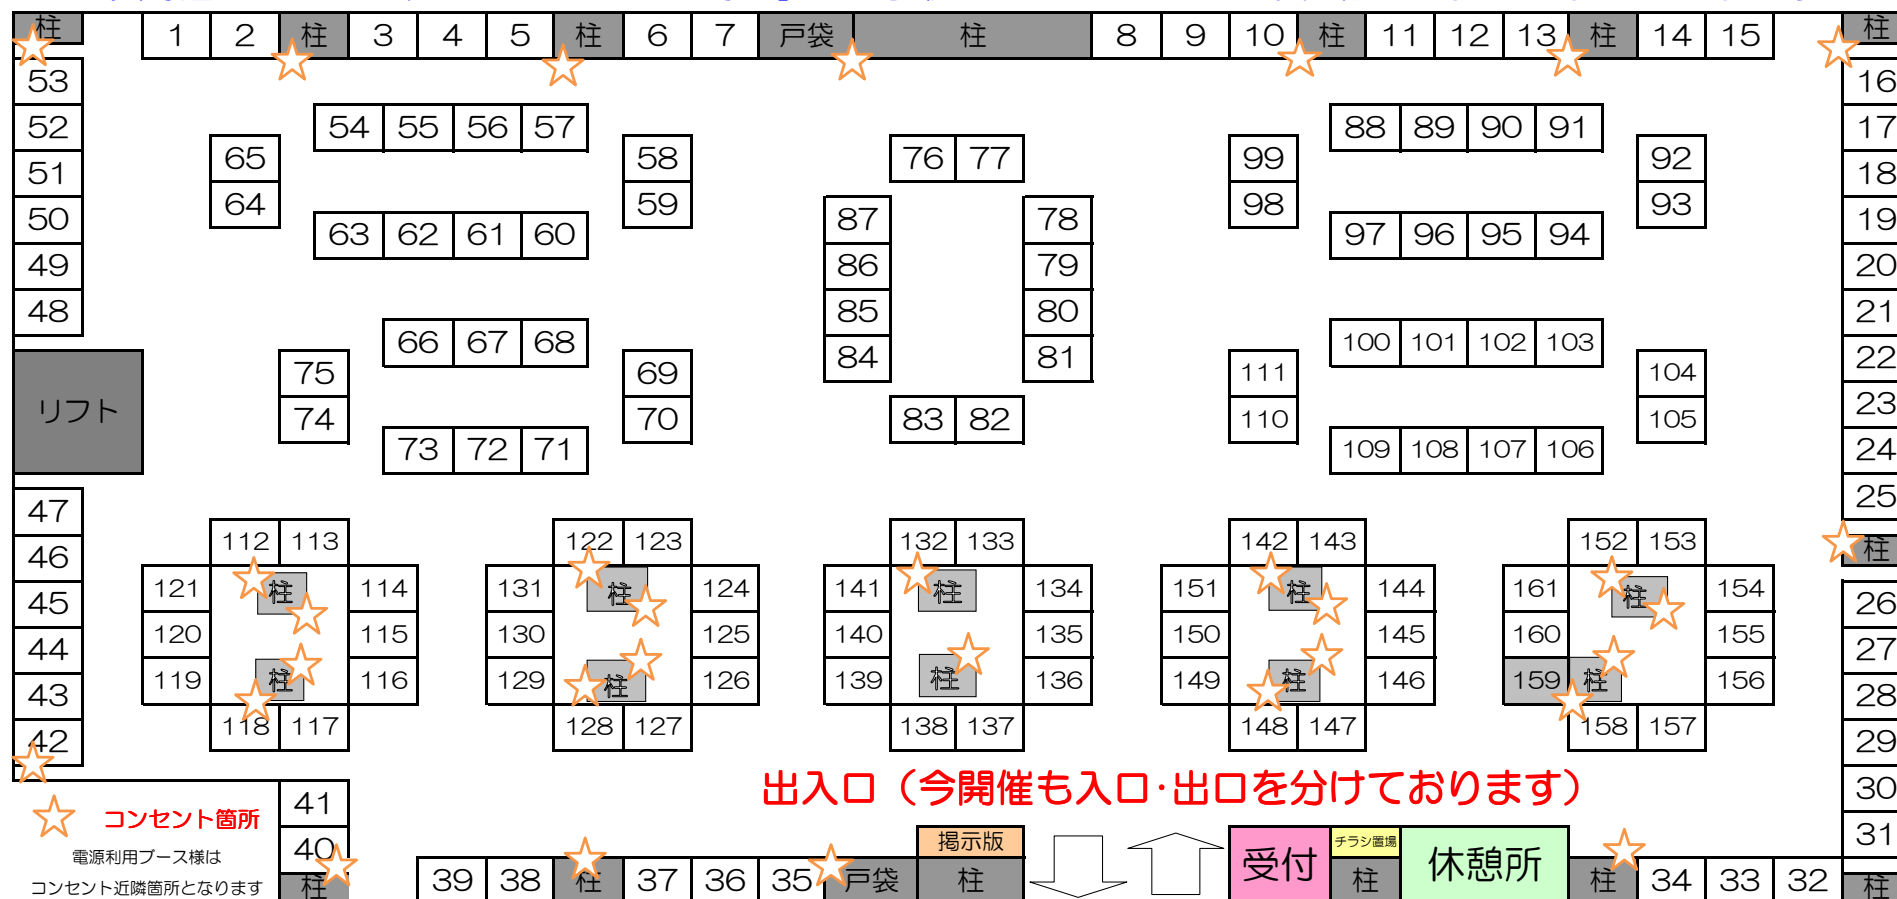 柱 1 2 柱 3 4 5 柱 6 7 戸袋 柱 8 9 10 柱 11 12 13 柱 14 15 柱
53 16
52 54 55 56 57 88 89 90 91 17
65 58 76 77 99 92
51 18
64 59 98 93
50 87 78 19
63 62 61 60 97 96 95 94
49 86 79 20
48 85 80 21
66 67 68 100 101 102 103
84 81 22
75 69 111 104
リフト 23
74 70 83 82 110 105
73 72 71 109 108 107 106 24
25
47
112 113 122 123 132 133 142 143 152 153
46 柱
121 柱 114 131 柱 124 141 柱 134 151 柱 144 161 柱 154
45 26
120 115 130 125 140 135 150 145 160 155
44 27
119 柱 116 129 柱 126 139 柱 136 149 柱 146 159 柱 156
43 28
118 117 128 127 138 137 148 147 158 157
42 29
出入口（今開催も入口･出口を分けております）
41 30
コンセント箇所
31
40 掲示版 受付 チラシ置場 休憩所
電源利用ブース様は
コンセント近隣箇所となります
柱 39 38 柱 37 36 35 戸袋 柱 柱 柱 34 33 32 柱